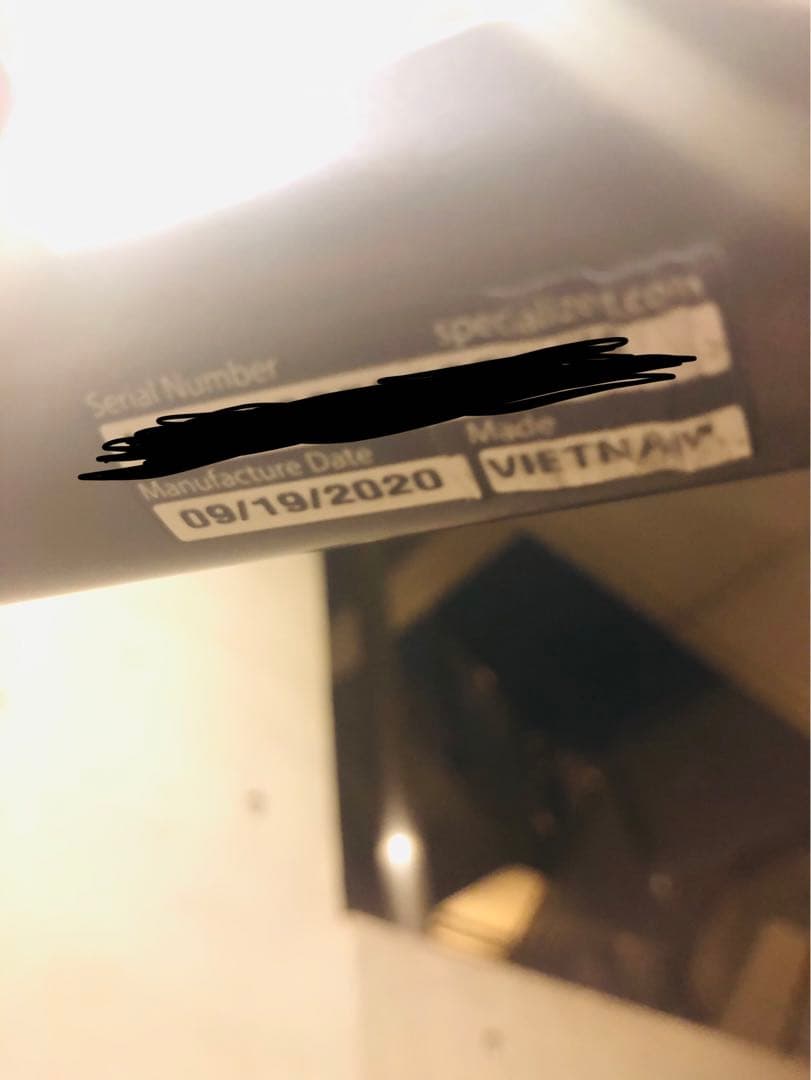 specialized.com
Serial Number
Manufacture Date
Made
09/19/2020
VIETNAM